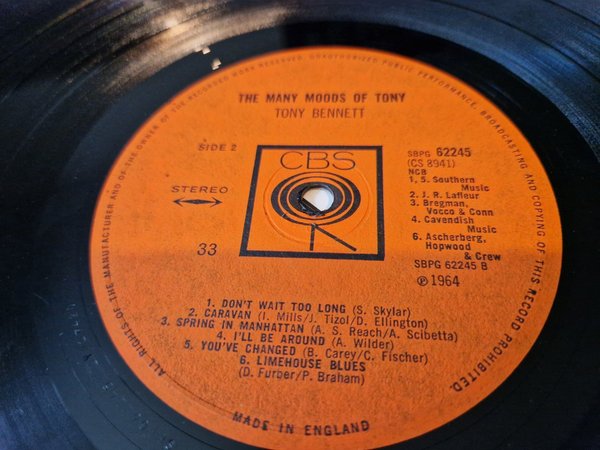 ALL RIGHTS OF THE MANUFACTURER AND OF THE OWNER OF THE RECORDED WORK RESERVED. UNAUTHORISED PUBLIC PERFORMANCE, BROADCASTING AND COPYING OF THIS RECORD PROHIBITED.
THE MANY MOODS OF TONY
TONY BENNETT
SIDE 2
CBS
STEREO
33
SBPG 62245
(CS 8941)
NCB
1, 5. Southern
Music
2. J. R. Lafleur
3. Bregman,
Vocco & Conn
4. Cavendish
Music
6. Ascherberg,
Hopwood
& Crew
SBPG 62245 B
℗ 1964
1. DON'T WAIT TOO LONG (S. Skylar)
2. CARAVAN (I. Mills/J. Tizol/D. Ellington)
3. SPRING IN MANHATTAN (A. S. Reach/A. Scibetta)
4. I'LL BE AROUND (A. Wilder)
5. YOU'VE CHANGED (B. Carey/C. Fischer)
6. LIMEHOUSE BLUES
(D. Furber/P. Braham)
MADE IN ENGLAND